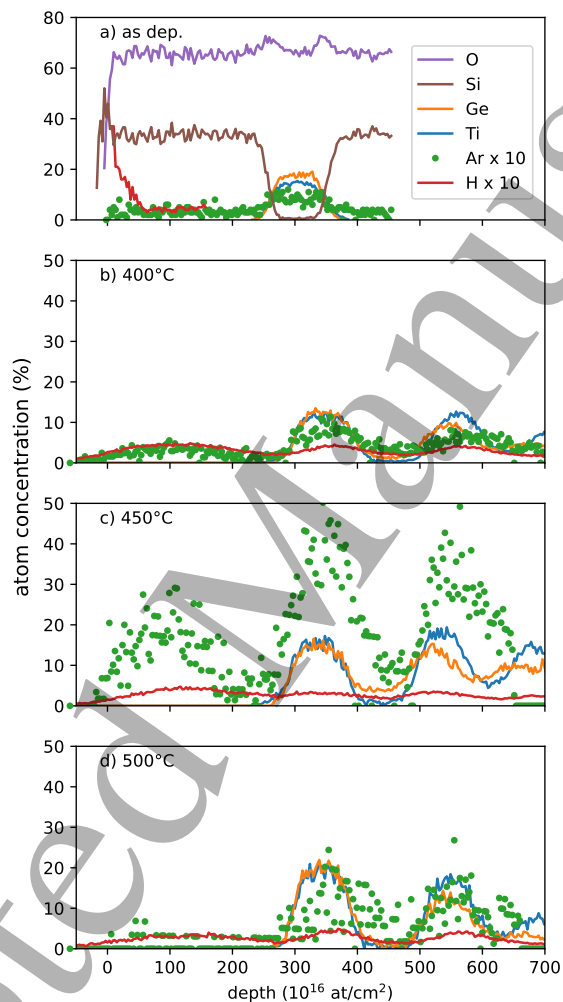 a) as dep.
80
60
40
20
0
O
Si
Ge
Ti
Ar x 10
H x 10
b) 400°C
50
40
30
20
10
0
atom concentration (%)
c) 450°C
50
40
30
20
10
0
d) 500°C
50
40
30
20
10
0
0 100 200 300 400 500 600 700
depth (10¹⁶ at/cm²)
ted Manus